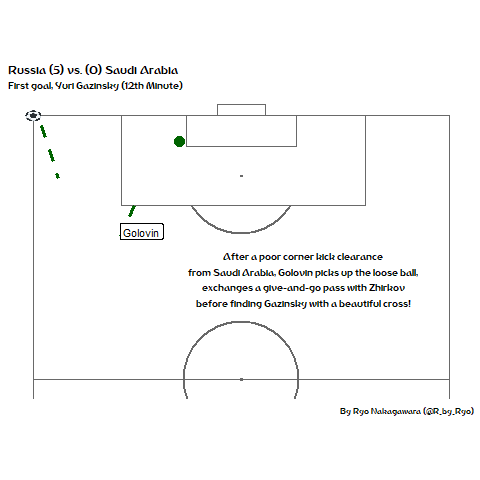 Russia (5) vs. (0) Saudi Arabia
First goal, Yuri Gazinsky (12th Minute)
Golovin
After a poor corner kick clearance
from Saudi Arabia, Golovin picks up the loose ball,
exchanges a give-and-go pass with Zhirkov
before finding Gazinsky with a beautiful cross!
By Ryo Nakagawara (@R_by_Ryo)